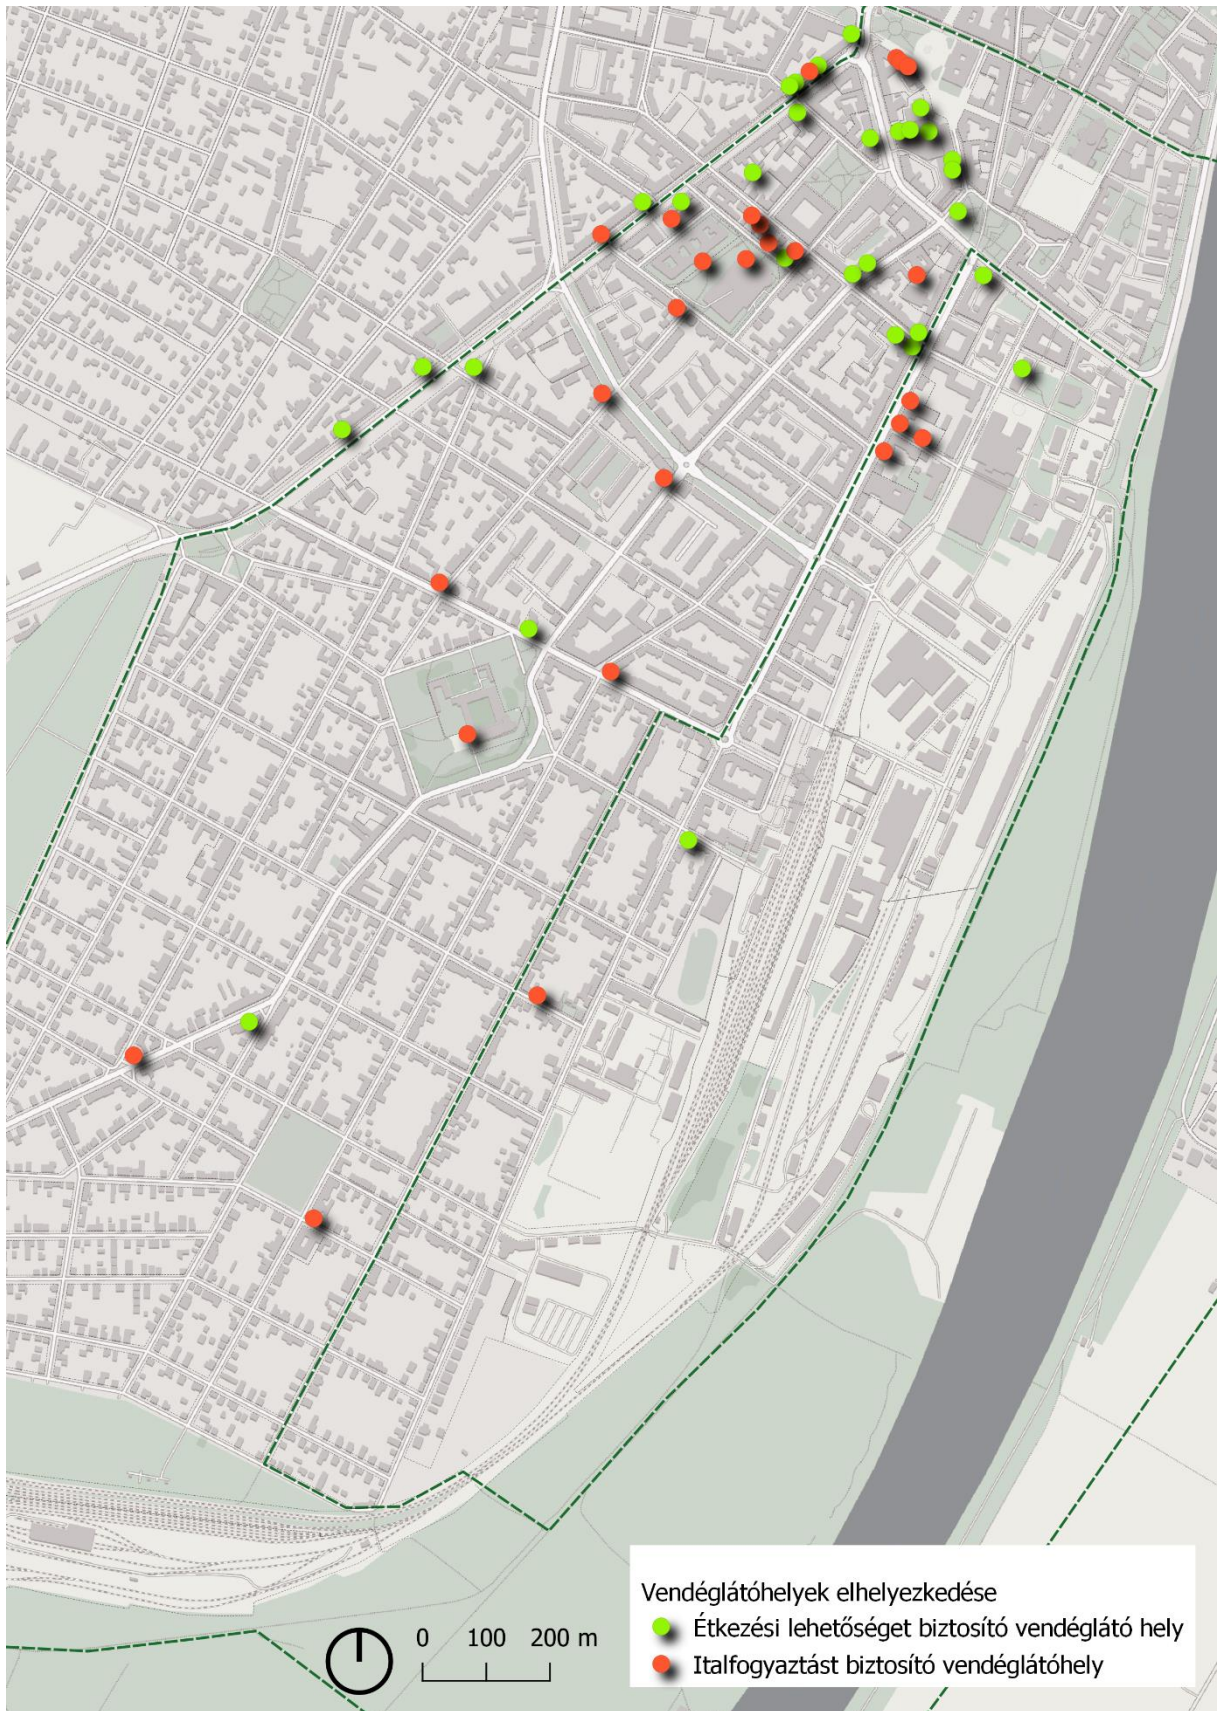 Vendéglátóhelyek elhelyezkedése
Étkezési lehetőséget biztosító vendéglátó hely
Italfogyaztást biztosító vendéglátóhely
0 100 200 m